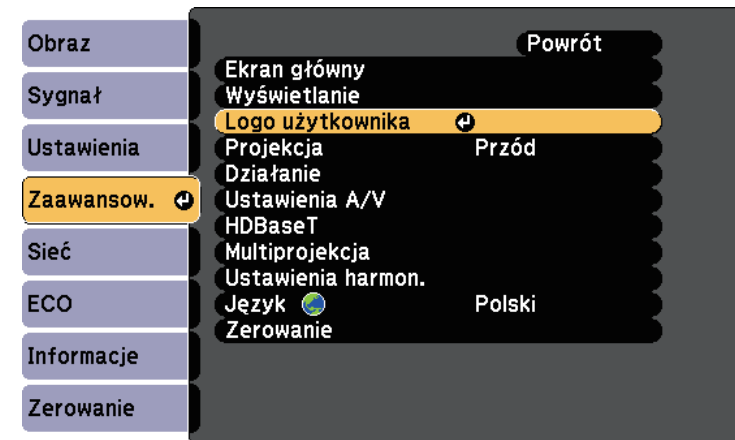 Obraz
Sygnał
Ustawienia
Zaawansow.
Sieć
ECO
Informacje
Zerowanie
Powrót
Ekran główny
Wyświetlanie
Logo użytkownika
Projekcja Przód
Działanie
Ustawienia A/V
HDBaseT
Multiprojekcja
Ustawienia harmon.
Język Polski
Zerowanie